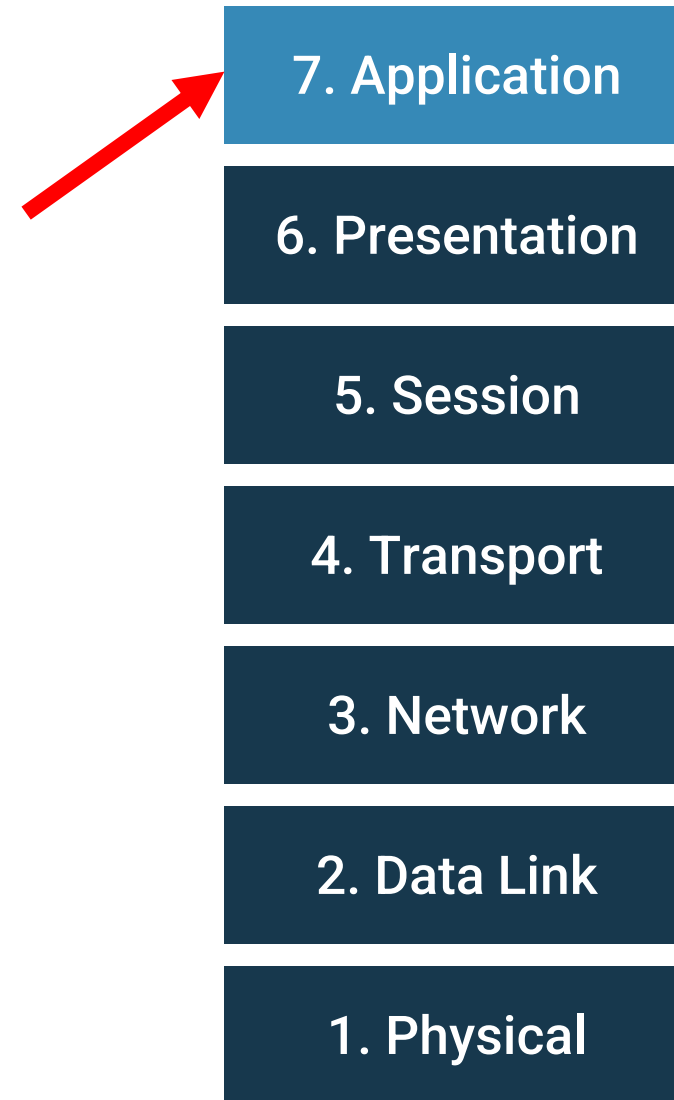 7. Application
6. Presentation
5. Session
4. Transport
3. Network
2. Data Link
1. Physical